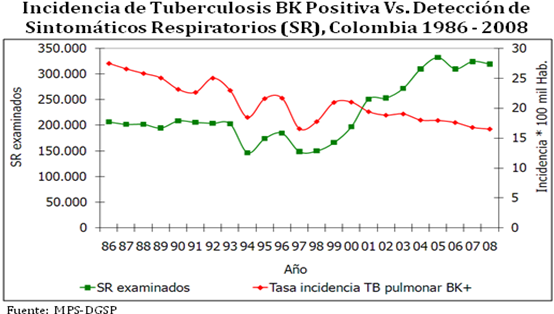 Incidencia de Tuberculosis BK Positiva Vs. Detección de
Sintomáticos Respiratorios (SR), Colombia 1986 - 2008
350.000
300.000
250.000
200.000
150.000
100.000
50.000
0
SR examinados
30
25
20
15
10
5
0
Incidencia * 100 mil Hab.
86 87 88 89 90 91 92 93 94 95 96 97 98 99 00 01 02 03 04 05 06 07 08
Año
SR examinados
Tasa incidencia TB pulmonar BK+
Fuente: MPS-DGSP